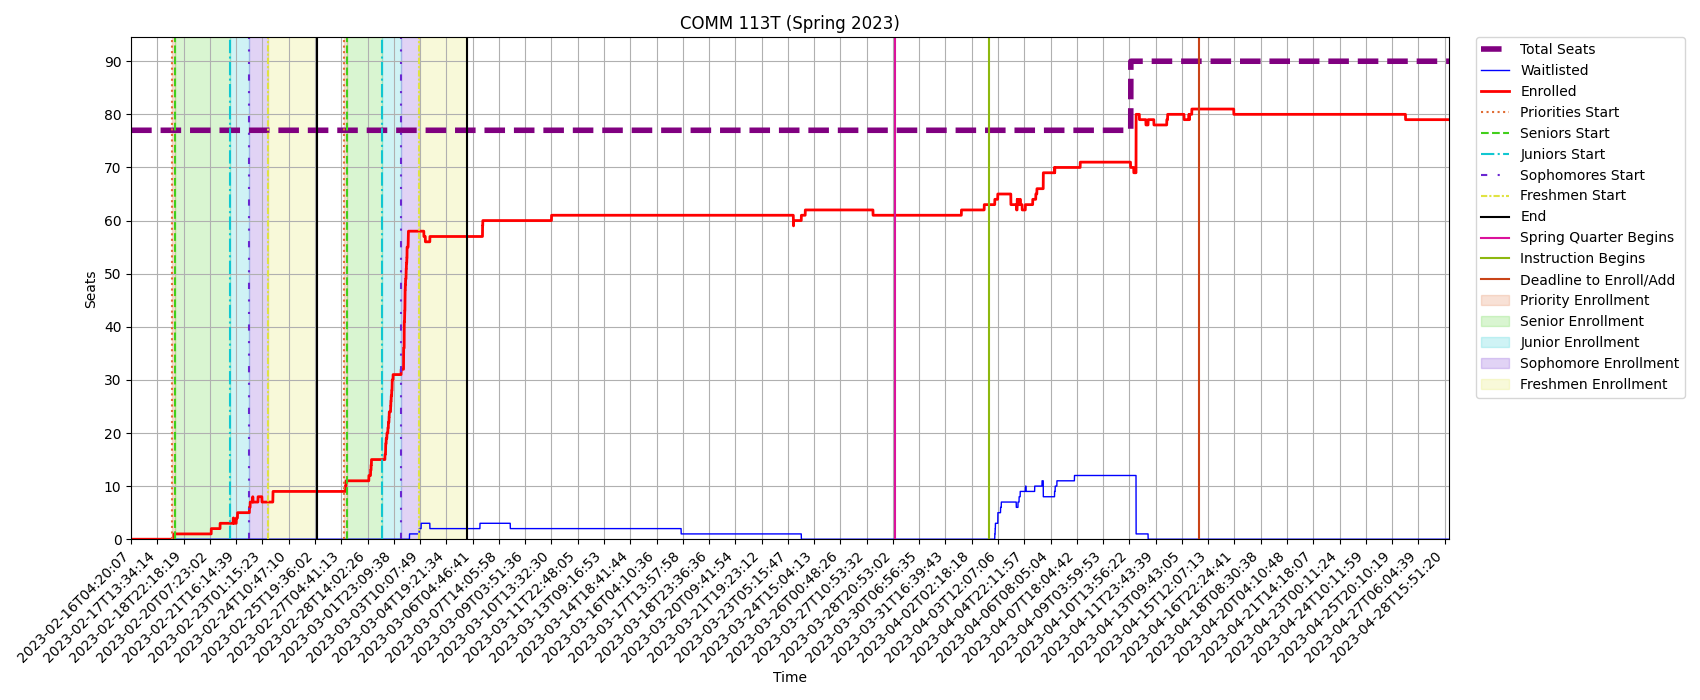 COMM 113T (Spring 2023)
Seats
90
80
70
60
50
40
30
20
10
0
2023-02-16T04:20:07
2023-02-17T13:34:14
2023-02-18T22:18:19
2023-02-20T07:23:02
2023-02-21T16:14:39
2023-02-23T01:15:23
2023-02-24T10:47:10
2023-02-25T19:36:02
2023-02-27T04:41:13
2023-02-28T14:02:26
2023-03-01T23:09:38
2023-03-03T10:07:49
2023-03-04T19:21:34
2023-03-06T04:46:41
2023-03-07T14:05:58
2023-03-09T03:51:36
2023-03-10T13:32:30
2023-03-11T22:48:05
2023-03-13T09:16:53
2023-03-14T18:41:44
2023-03-16T04:10:36
2023-03-17T13:57:58
2023-03-18T23:36:36
2023-03-20T09:41:54
2023-03-21T19:23:12
2023-03-23T05:15:47
2023-03-24T15:04:13
2023-03-26T00:48:26
2023-03-27T10:53:32
2023-03-28T20:53:02
2023-03-30T06:56:35
2023-03-31T16:39:43
2023-04-02T02:18:18
2023-04-03T12:07:06
2023-04-04T22:11:57
2023-04-06T08:05:04
2023-04-07T18:04:42
2023-04-09T03:59:53
2023-04-10T13:56:22
2023-04-11T23:43:39
2023-04-13T09:43:05
2023-04-15T12:07:13
2023-04-16T22:24:41
2023-04-18T08:30:38
2023-04-20T04:10:48
2023-04-21T14:18:07
2023-04-23T00:11:24
2023-04-24T10:11:59
2023-04-25T20:10:19
2023-04-27T06:04:39
2023-04-28T15:51:20
Time
Total Seats
Waitlisted
Enrolled
Priorities Start
Seniors Start
Juniors Start
Sophomores Start
Freshmen Start
End
Spring Quarter Begins
Instruction Begins
Deadline to Enroll/Add
Priority Enrollment
Senior Enrollment
Junior Enrollment
Sophomore Enrollment
Freshmen Enrollment